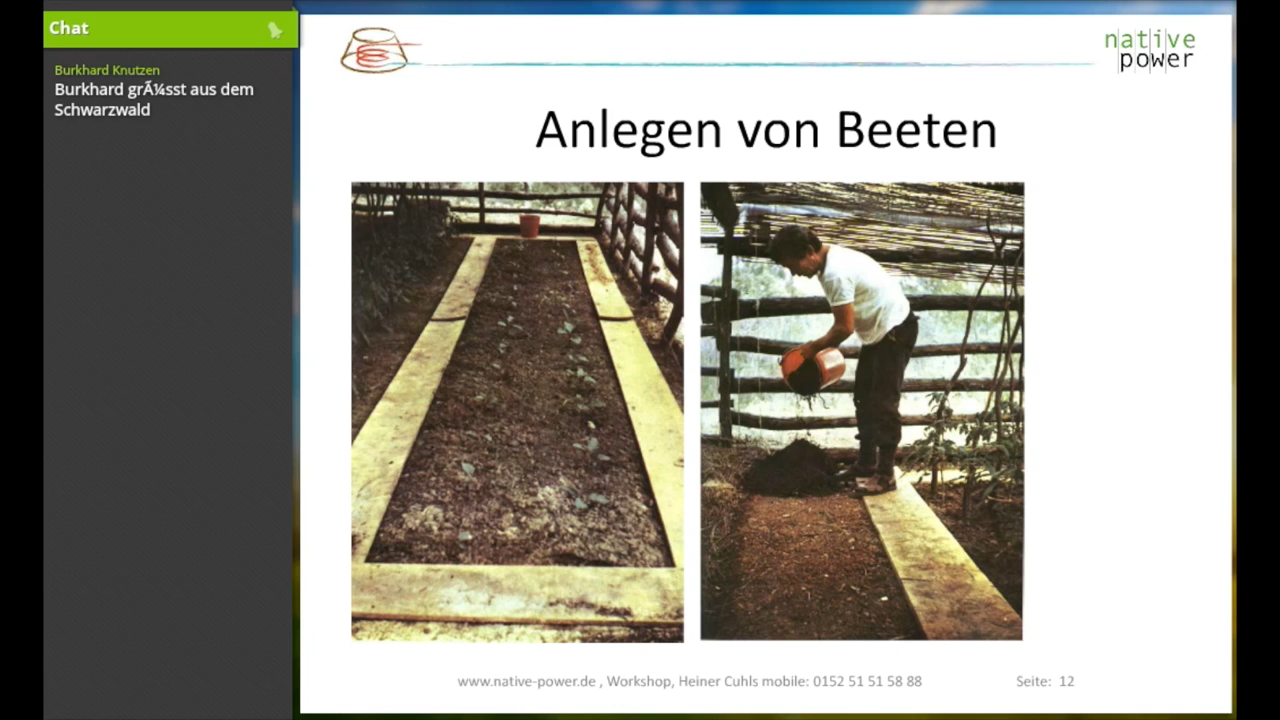 Chat
Burkhard Knutzen
Burkhard grÃ¼sst aus dem
Schwarzwald
native
power
Anlegen von Beeten
www.native-power.de , Workshop, Heiner Cuhls mobile: 0152 51 51 58 88
Seite: 12